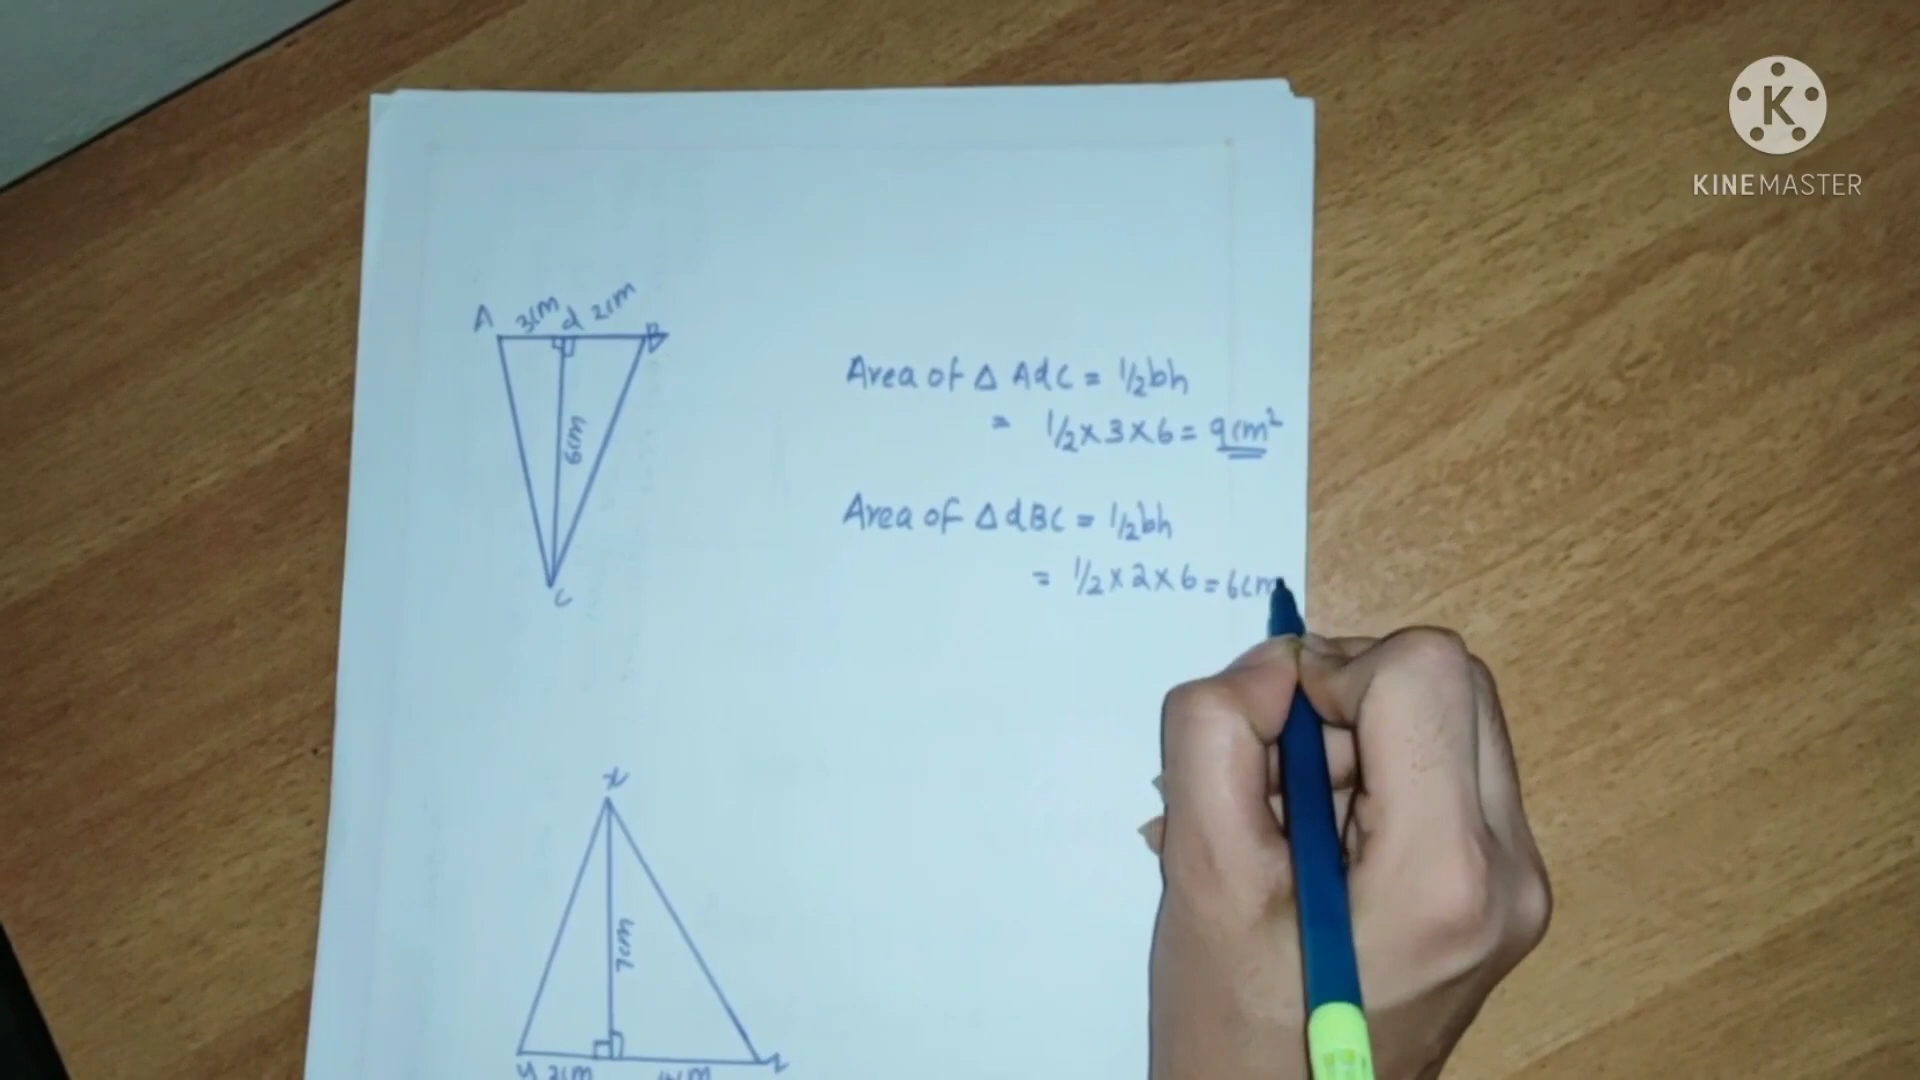 KINEMASTER
A 3cm d 2cm B
6cm
C
Area of △ AdC = 1/2bh
= 1/2 × 3 × 6 = 9cm²
Area of △ dBC = 1/2bh
= 1/2 × 2 × 6 = 6cm
x
7cm
y 2cm